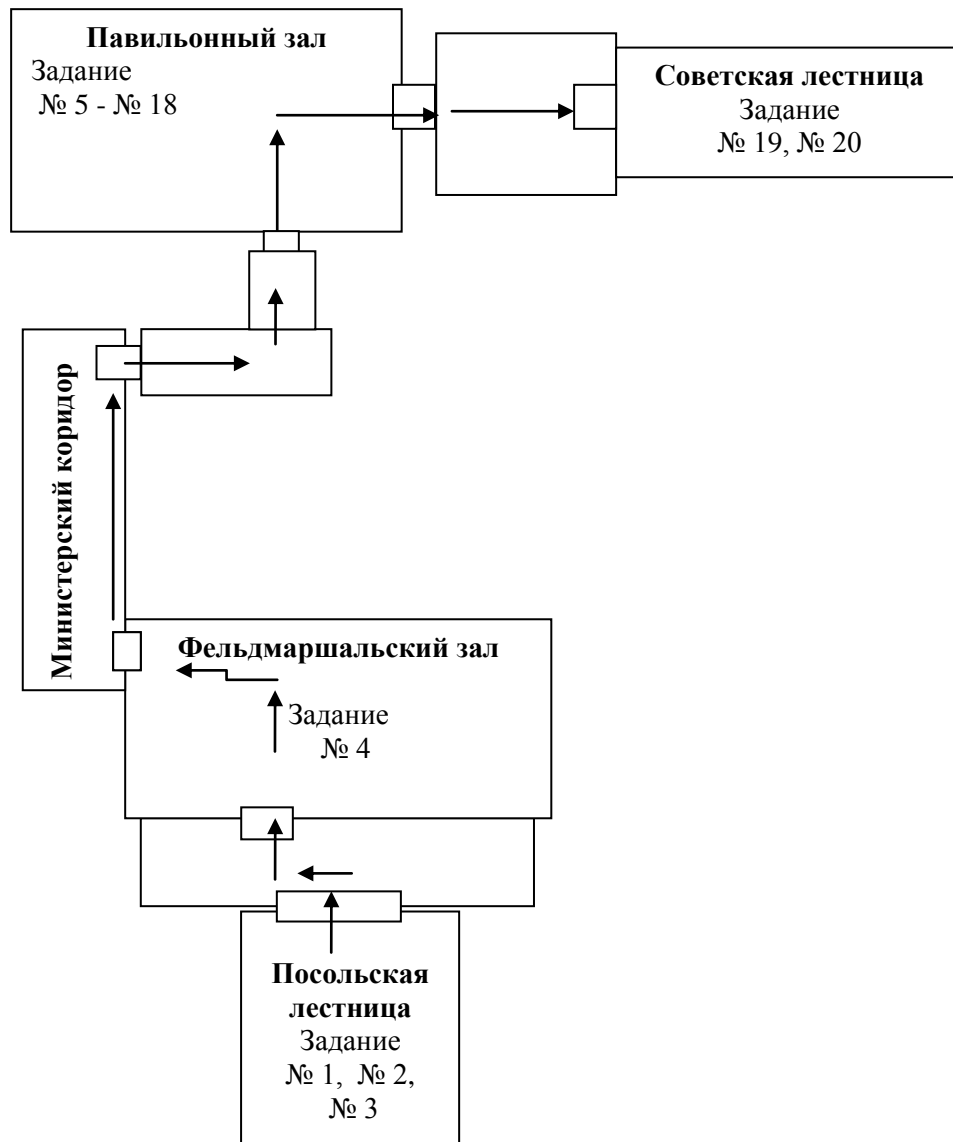 Павильонный зал
Задание
№ 5 - № 18
Советская лестница
Задание
№ 19, № 20
Министерский коридор
Фельдмаршальский зал
Задание
№ 4
Посольская
лестница
Задание
№ 1, № 2,
№ 3